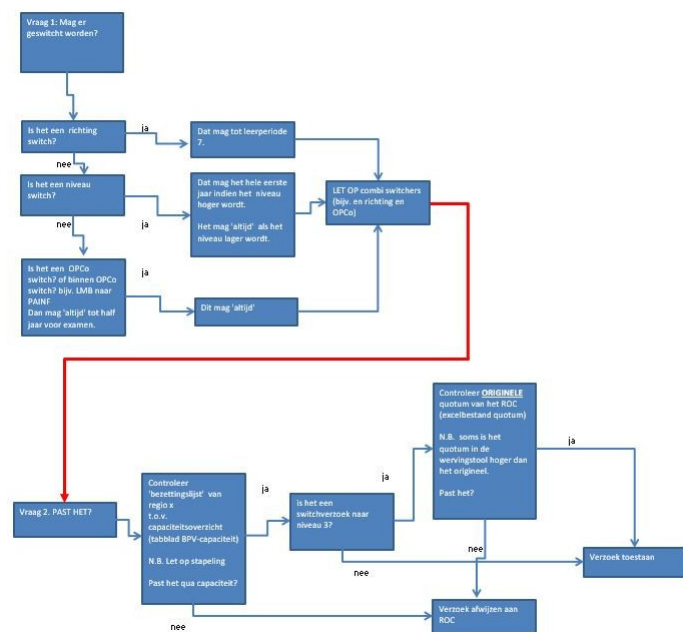 Vraag 1: Mag er
geswitcht worden?
Is het een richting
switch?
ja
Dat mag tot leerperiode
7.
nee
Is het een niveau
switch?
ja
Dat mag het hele eerste
jaar indien het niveau
hoger wordt.
Het mag 'altijd' als het
niveau lager wordt.
LET OP combi switchers
(bijv. en richting en
OPCo)
nee
Is het een OPCo
switch? of binnen OPCo
switch? bijv. LMB naar
PAINF
Dan mag 'altijd' tot half
jaar voor examen.
ja
Dit mag 'altijd'
Vraag 2. PAST HET?
Controleer
'bezettingslijst' van
regio x
t.o.v.
capaciteitsoverzicht
(tabblad BPV-capaciteit)
N.B. Let op stapeling
Past het qua capaciteit?
ja
nee
is het een
switchverzoek naar
niveau 3?
ja
nee
Controleer ORIGINELE
quotum van het ROC
(excelbestand quotum)
N.B. soms is het
quotum in de
wervingstool hoger dan
het origineel.
Past het?
ja
nee
Verzoek toestaan
Verzoek afwijzen aan
ROC